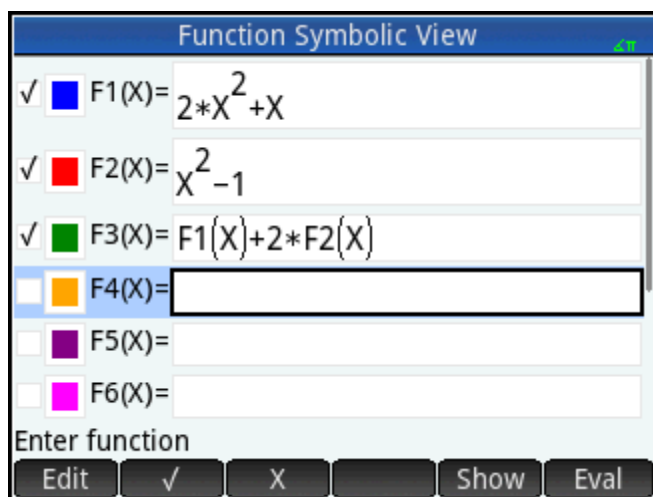 Function Symbolic View
∡π
√ F1(X)= 2*X²+X
√ F2(X)= X²−1
√ F3(X)= F1(X)+2*F2(X)
F4(X)=
F5(X)=
F6(X)=
Enter function
Edit √ X Show Eval